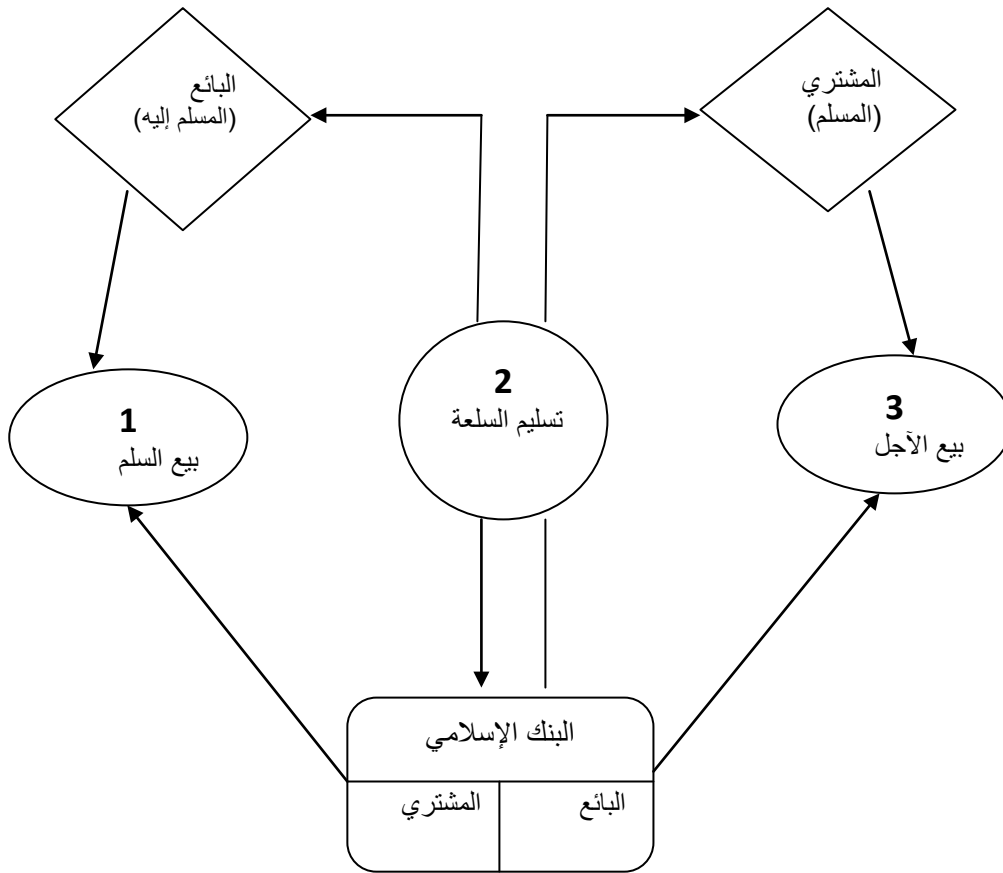 المشتري
(المسلم)
البائع
(المسلم إليه)
3
بيع الآجل
2
تسليم السلعة
1
بيع السلم
البنك الإسلامي
البائع
المشتري